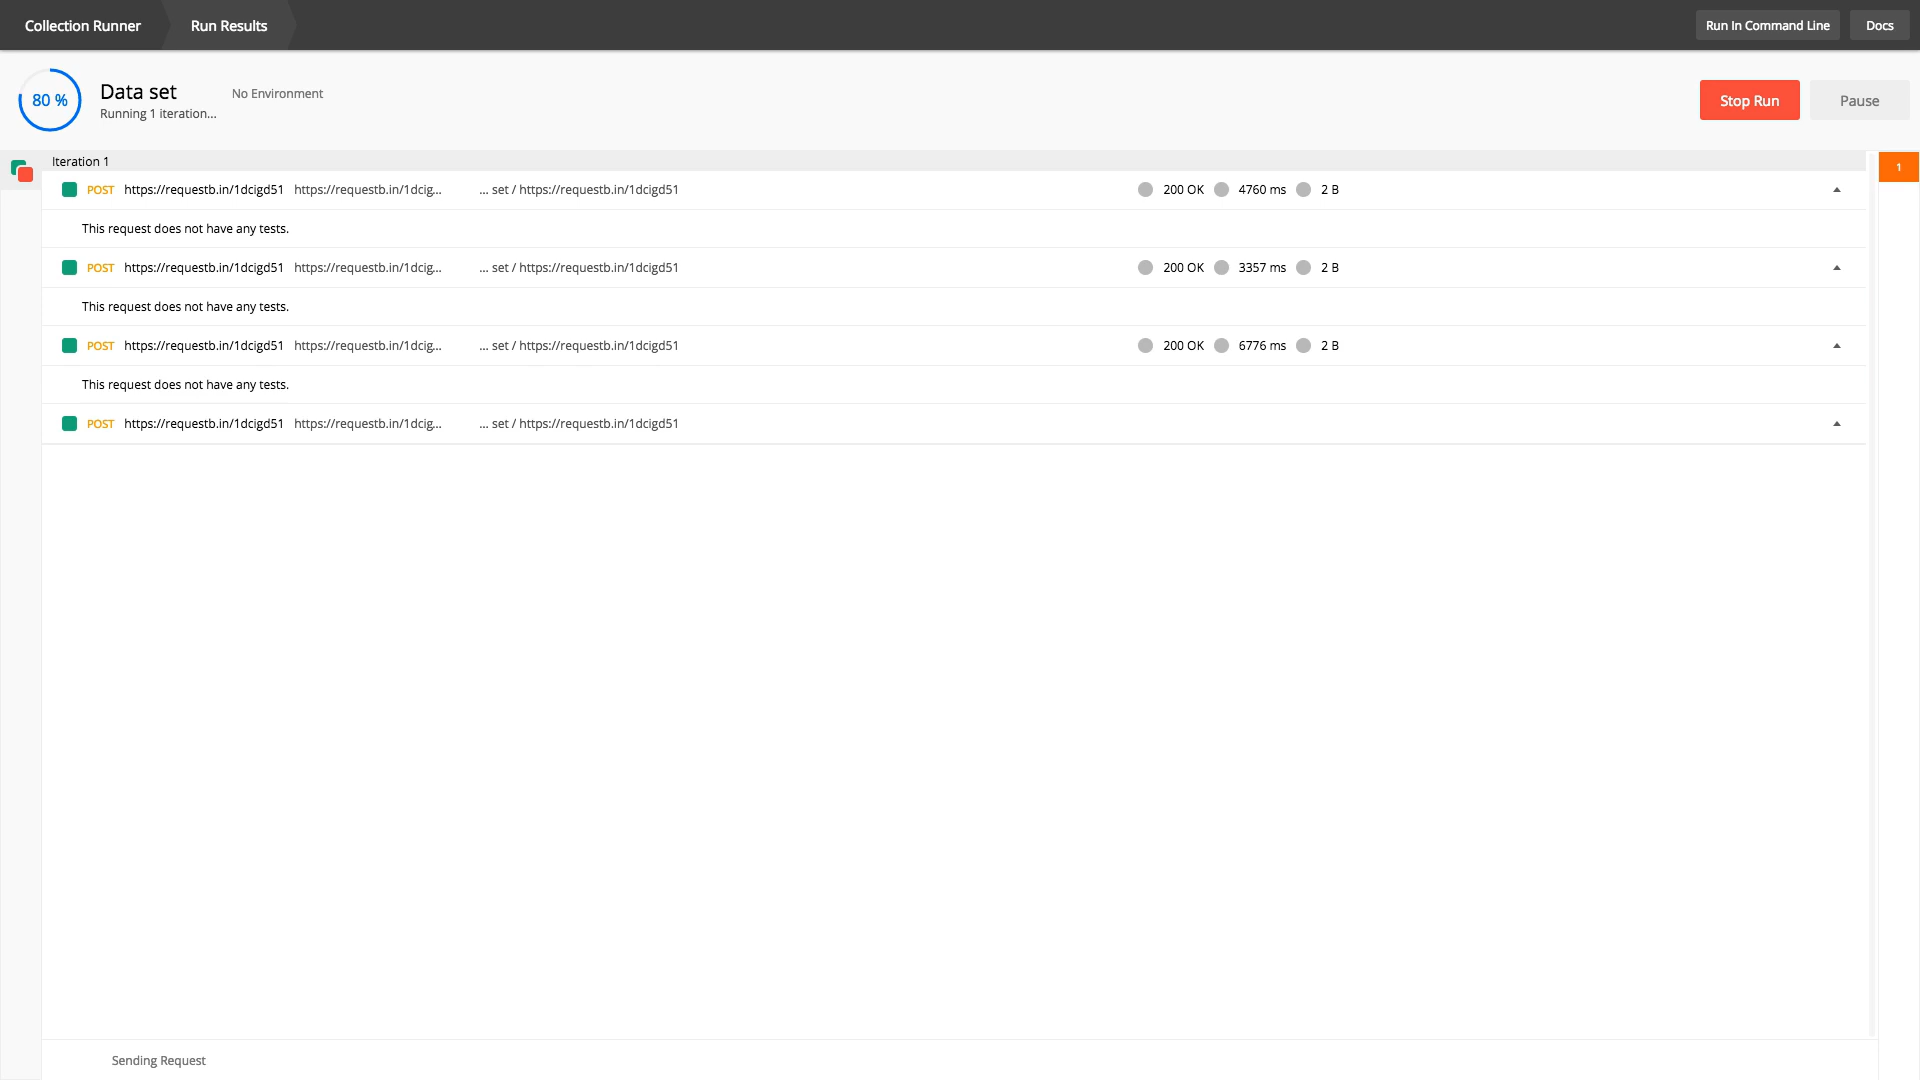 Collection Runner Run Results Run In Command Line Docs
80 % Data set No Environment Stop Run Pause
Running 1 iteration...
Iteration 1 1
POST https://requestb.in/1dcigd51 https://requestb.in/1dcig... ... set / https://requestb.in/1dcigd51 200 OK 4760 ms 2 B
This request does not have any tests.
POST https://requestb.in/1dcigd51 https://requestb.in/1dcig... ... set / https://requestb.in/1dcigd51 200 OK 3357 ms 2 B
This request does not have any tests.
POST https://requestb.in/1dcigd51 https://requestb.in/1dcig... ... set / https://requestb.in/1dcigd51 200 OK 6776 ms 2 B
This request does not have any tests.
POST https://requestb.in/1dcigd51 https://requestb.in/1dcig... ... set / https://requestb.in/1dcigd51
Sending Request